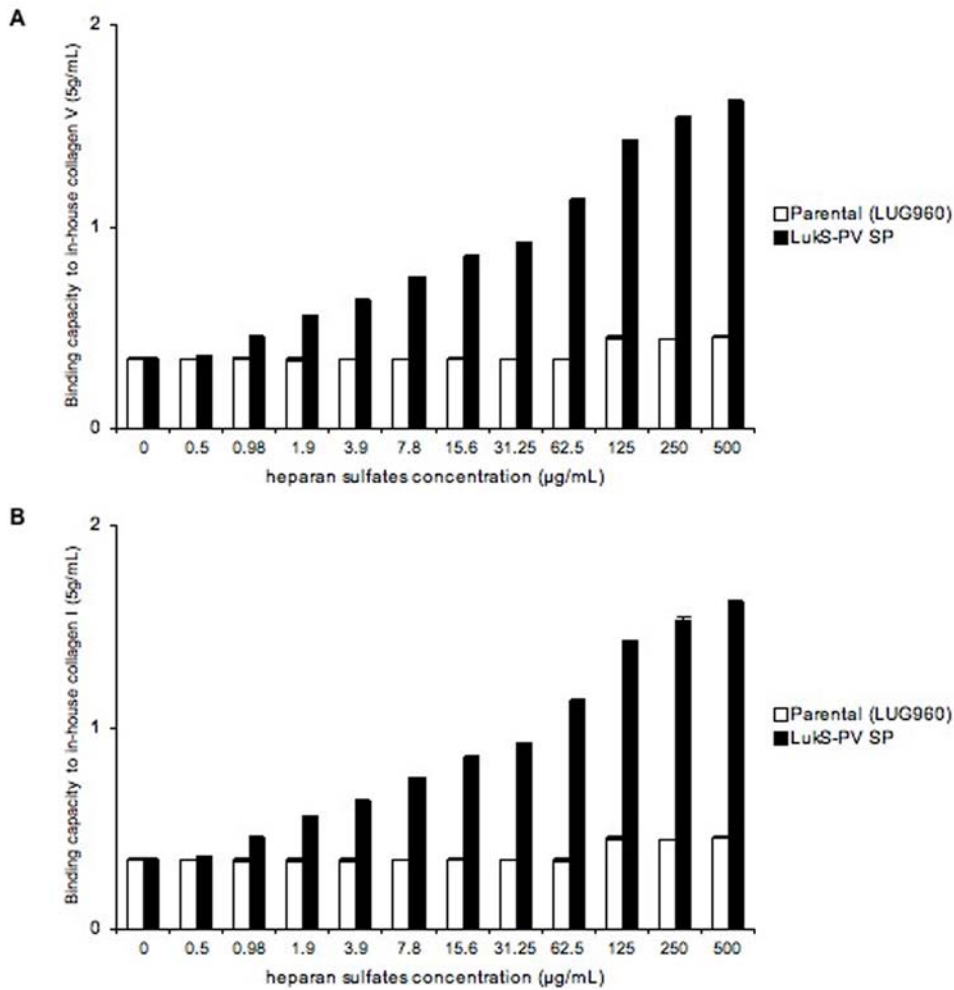 A
Binding capacity to in-house collagen V (5g/mL)
2
1
0
0 0.5 0.98 1.9 3.9 7.8 15.6 31.25 62.5 125 250 500
heparan sulfates concentration (µg/mL)
Parental (LUG960)
LukS-PV SP
B
Binding capacity to in-house collagen I (5g/mL)
2
1
0
0 0.5 0.98 1.9 3.9 7.8 15.6 31.25 62.5 125 250 500
heparan sulfates concentration (µg/mL)
Parental (LUG960)
LukS-PV SP